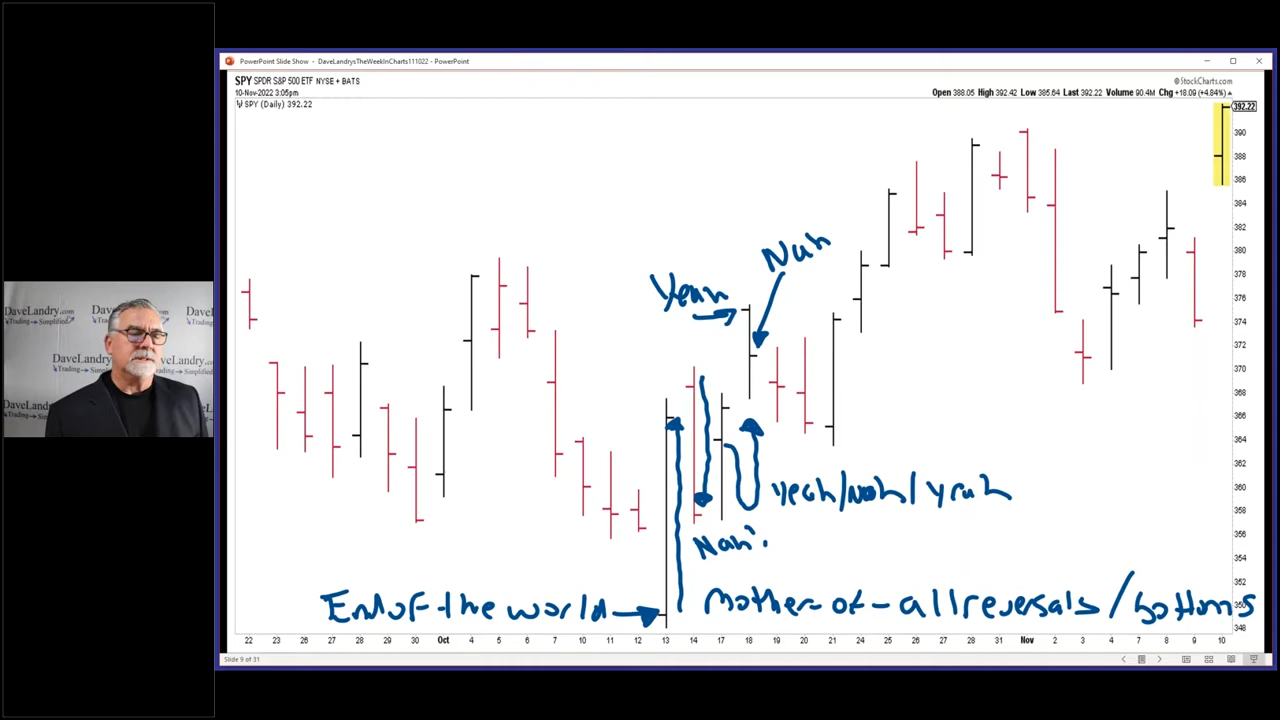 PowerPoint Slide Show - DaveLandrysTheWeekInCharts111022 - PowerPoint
SPY SPDR S&P 500 ETF NYSE + BATS
© StockCharts.com
10-Nov-2022 3:05pm
Open 388.05 High 392.42 Low 385.64 Last 392.22 Volume 90.4M Chg +18.09 (+4.84%)
SPY (Daily) 392.22
392.22
390
388
386
384
382
380
378
376
374
372
370
368
366
364
362
360
358
356
354
352
350
348
Nah
Yeah
yeah/Nah/yeah
Nah
End of the world
mother-of-all reversals/bottoms
22 23 26 27 28 29 30 Oct 4 5 6 7 10 11 12 13 14 17 18 19 20 21 24 25 26 27 28 31 Nov 2 3 4 7 8 9 10
Slide 9 of 31
DaveLandry.com
Trading Simplified
DaveLandry.com
Trading Simplified